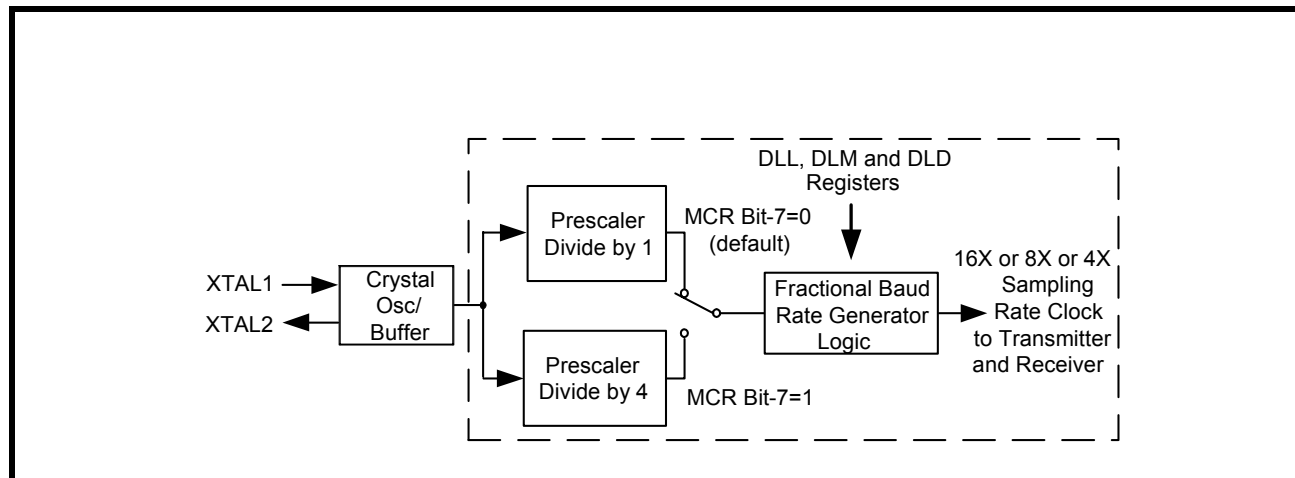 XTAL1
XTAL2
Crystal
Osc/
Buffer
Prescaler
Divide by 1
Prescaler
Divide by 4
MCR Bit-7=0
(default)
MCR Bit-7=1
DLL, DLM and DLD
Registers
Fractional Baud
Rate Generator
Logic
16X or 8X or 4X
Sampling
Rate Clock
to Transmitter
and Receiver